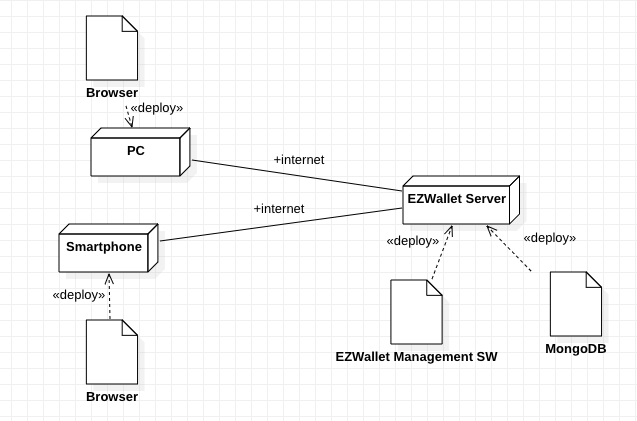 Browser
«deploy»
PC
+internet
EZWallet Server
+internet
Smartphone
«deploy»
«deploy»
«deploy»
EZWallet Management SW
MongoDB
Browser